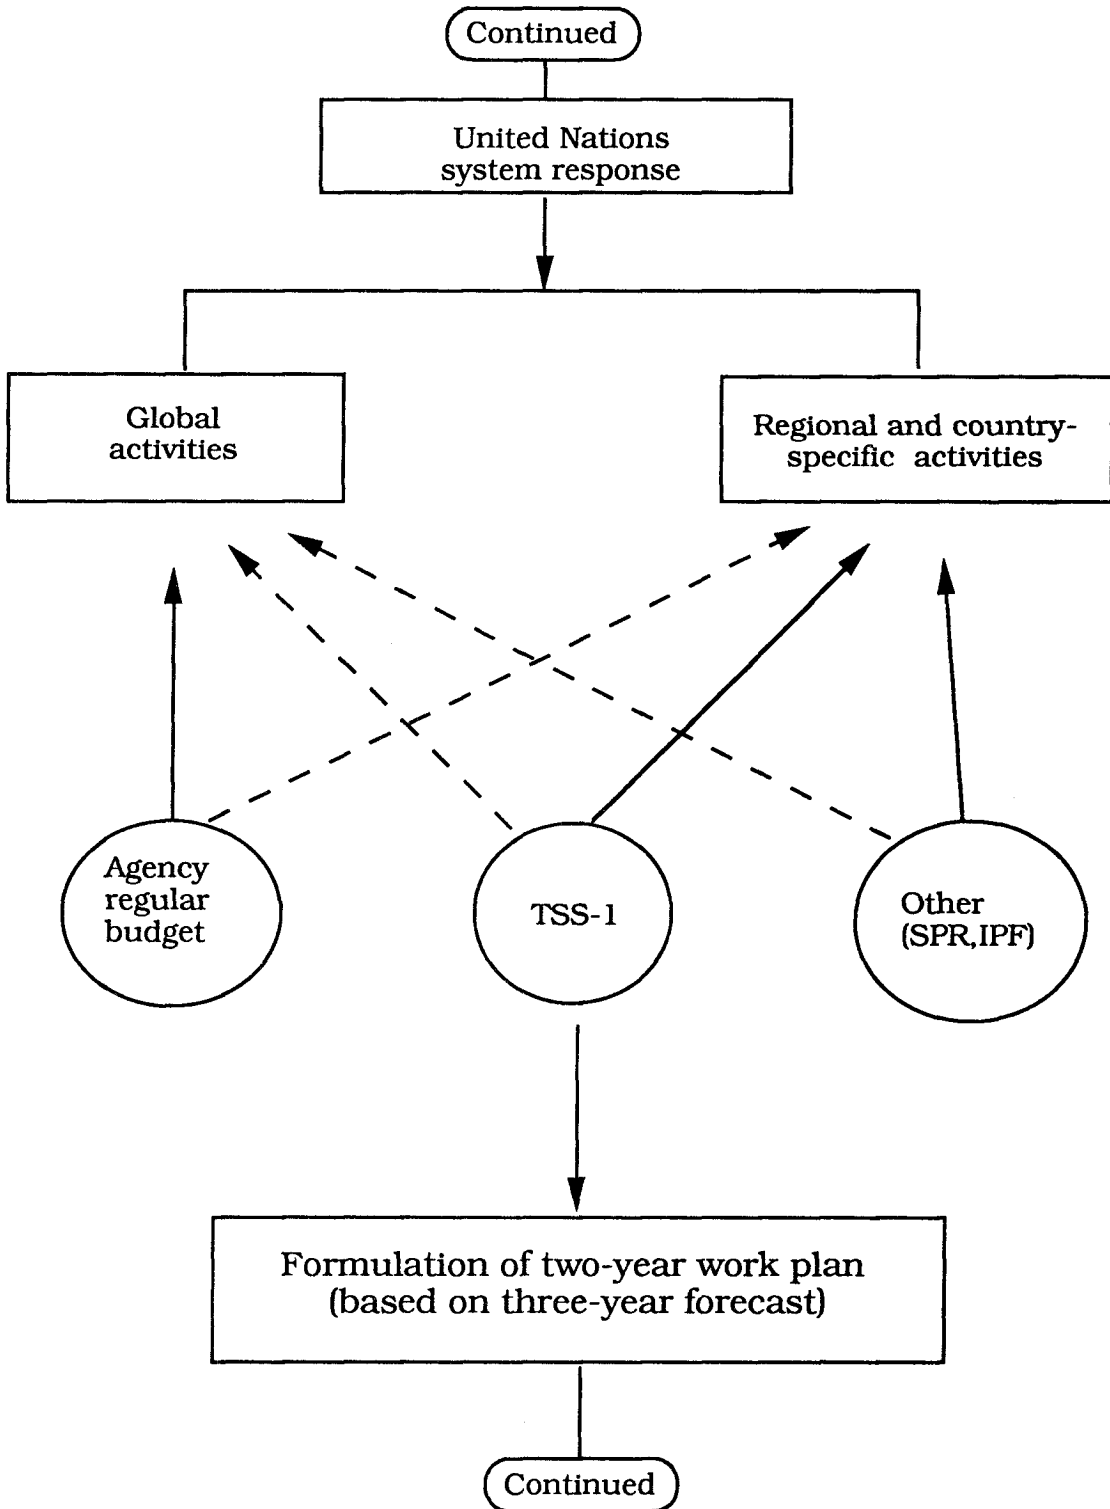 Continued
United Nations
system response
Global
activities
Regional and country-
specific activities
Agency
regular
budget
TSS-1
Other
(SPR,IPF)
Formulation of two-year work plan
(based on three-year forecast)
Continued